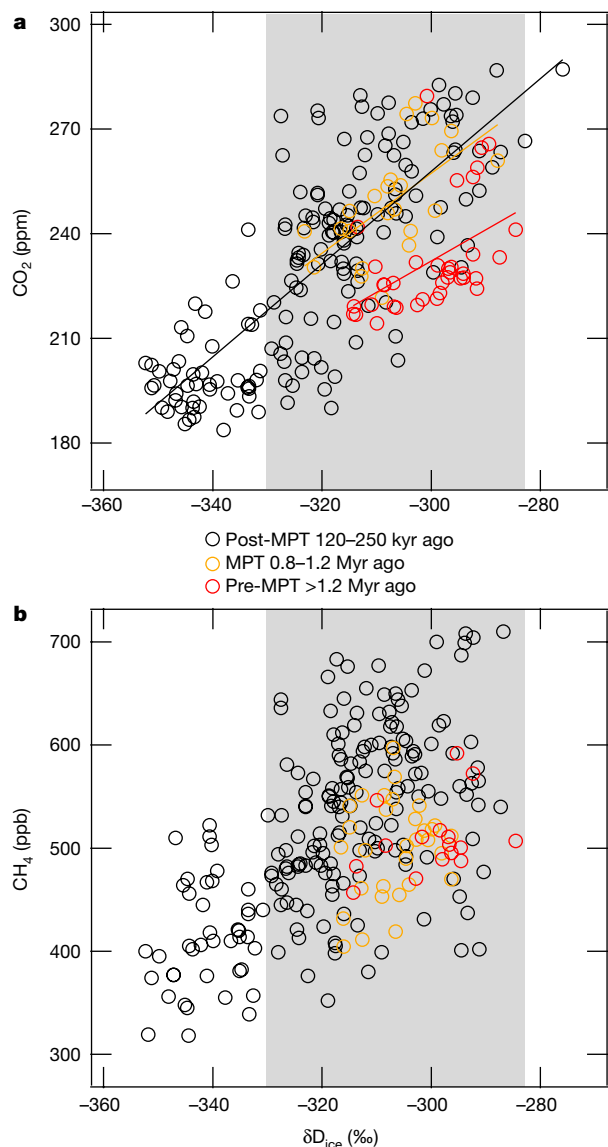 a
300
270
240
210
180
CO2 (ppm)
−360
−340
−320
−300
−280
Post-MPT 120–250 kyr ago
MPT 0.8–1.2 Myr ago
Pre-MPT >1.2 Myr ago
b
700
600
500
400
300
CH4 (ppb)
−360
−340
−320
−300
−280
δDice (‰)